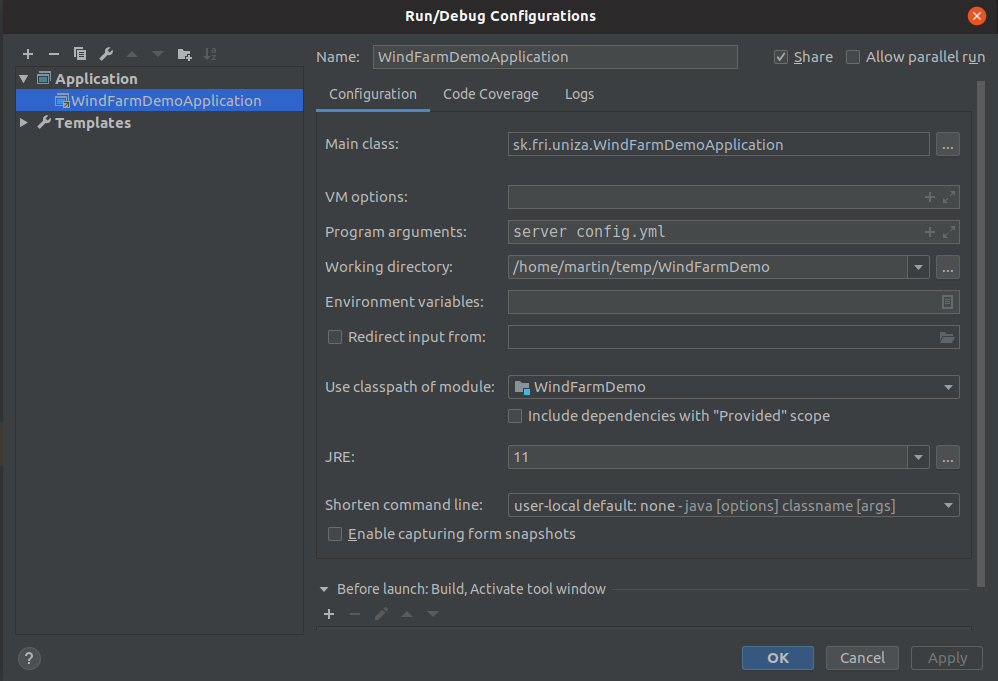 Run/Debug Configurations
Name: WindFarmDemoApplication Share Allow parallel run
Application
WindFarmDemoApplication
Templates
Configuration Code Coverage Logs
Main class: sk.fri.uniza.WindFarmDemoApplication ...
VM options:
Program arguments: server config.yml
Working directory: /home/martin/temp/WindFarmDemo ...
Environment variables:
Redirect input from:
Use classpath of module: WindFarmDemo
Include dependencies with "Provided" scope
JRE: 11 ...
Shorten command line: user-local default: none - java [options] classname [args]
Enable capturing form snapshots
Before launch: Build, Activate tool window
? OK Cancel Apply